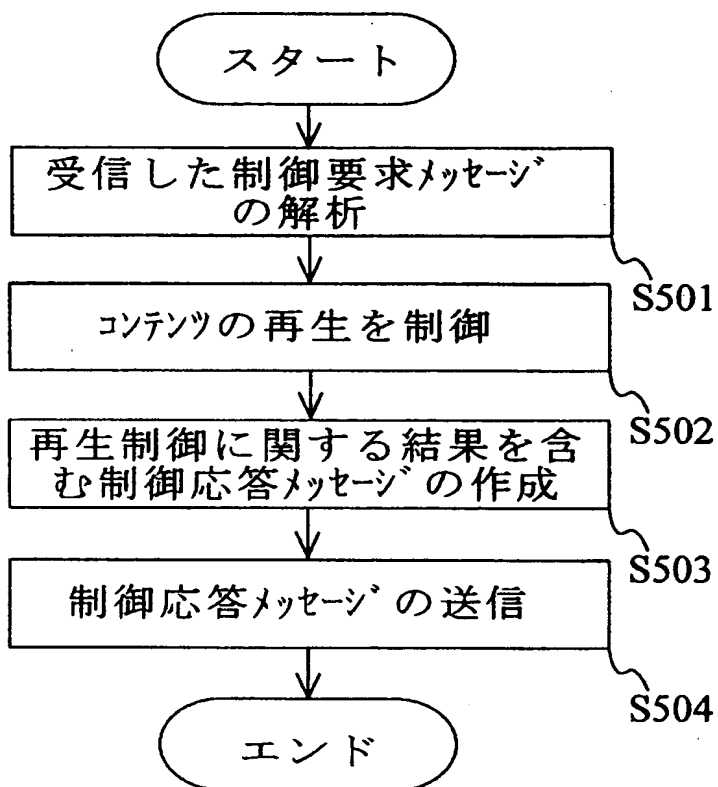 スタート
受信した制御要求ﾒｯｾｰｼﾞ
の解析
S501
ｺﾝﾃﾝﾂの再生を制御
S502
再生制御に関する結果を含
む制御応答ﾒｯｾｰｼﾞの作成
S503
制御応答ﾒｯｾｰｼﾞの送信
S504
エンド